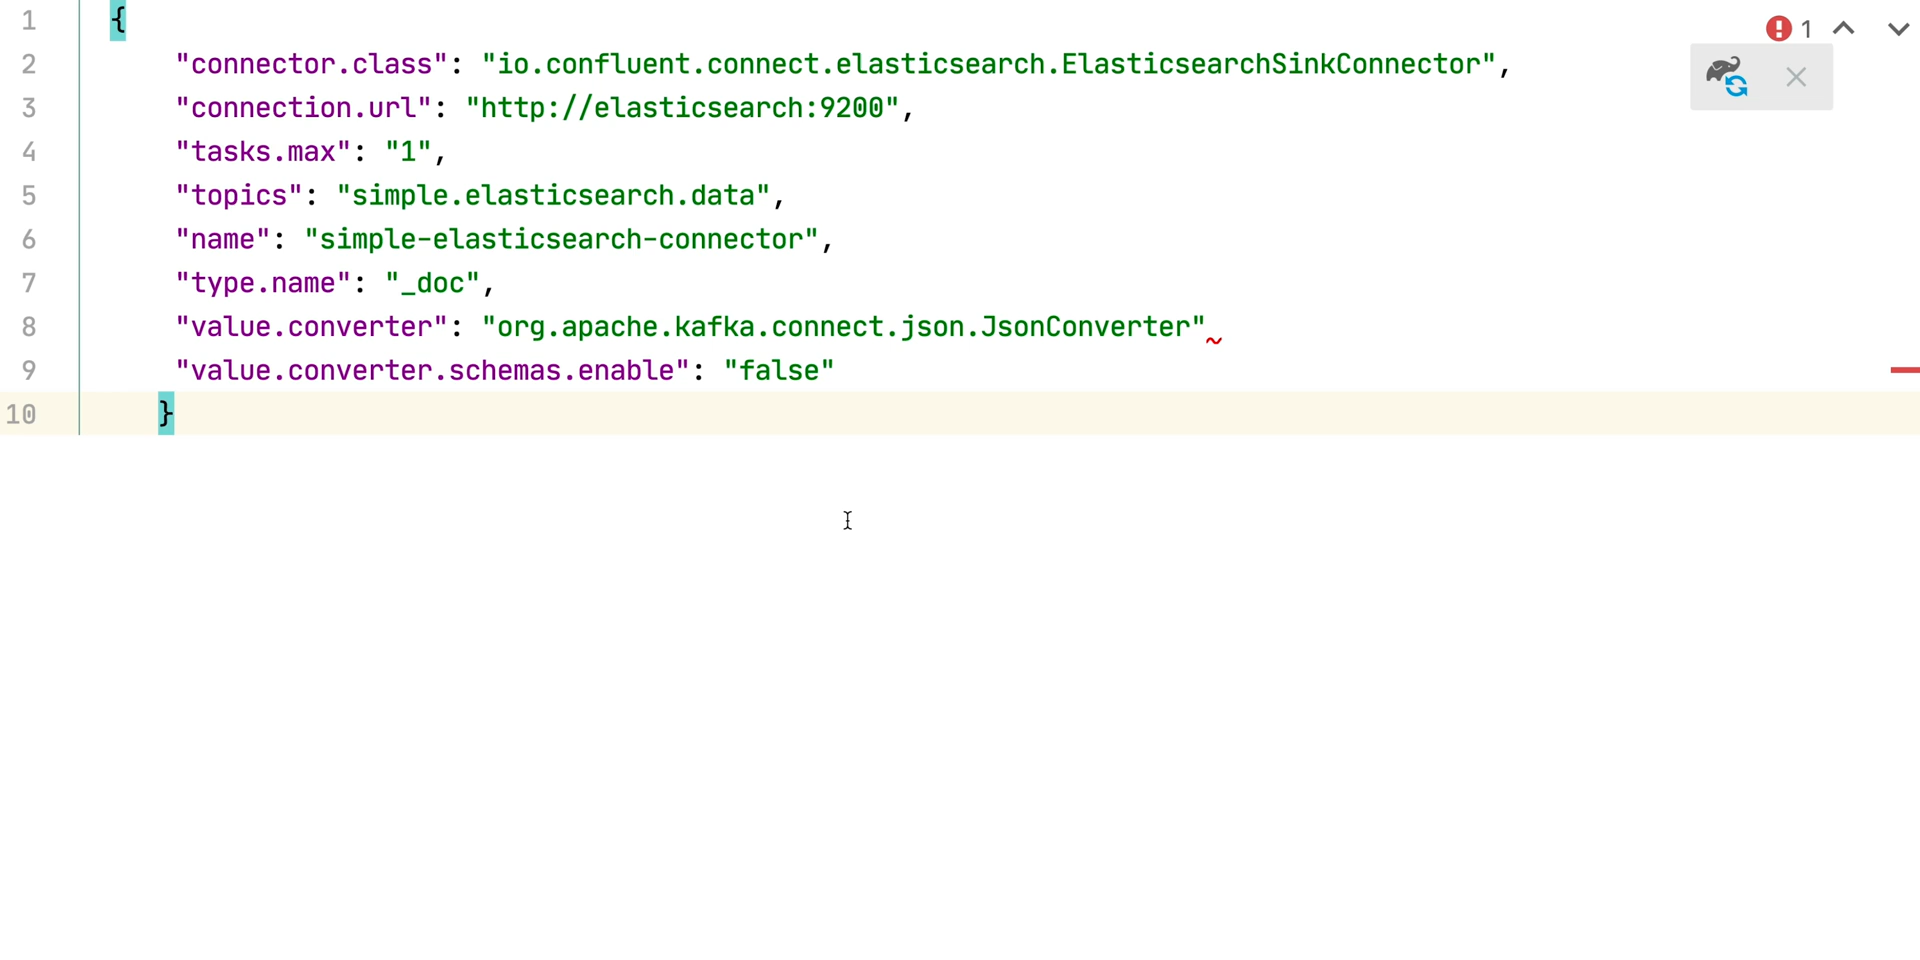 1 {
2 "connector.class": "io.confluent.connect.elasticsearch.ElasticsearchSinkConnector",
3 "connection.url": "http://elasticsearch:9200",
4 "tasks.max": "1",
5 "topics": "simple.elasticsearch.data",
6 "name": "simple-elasticsearch-connector",
7 "type.name": "_doc",
8 "value.converter": "org.apache.kafka.connect.json.JsonConverter"
9 "value.converter.schemas.enable": "false"
10 }
1